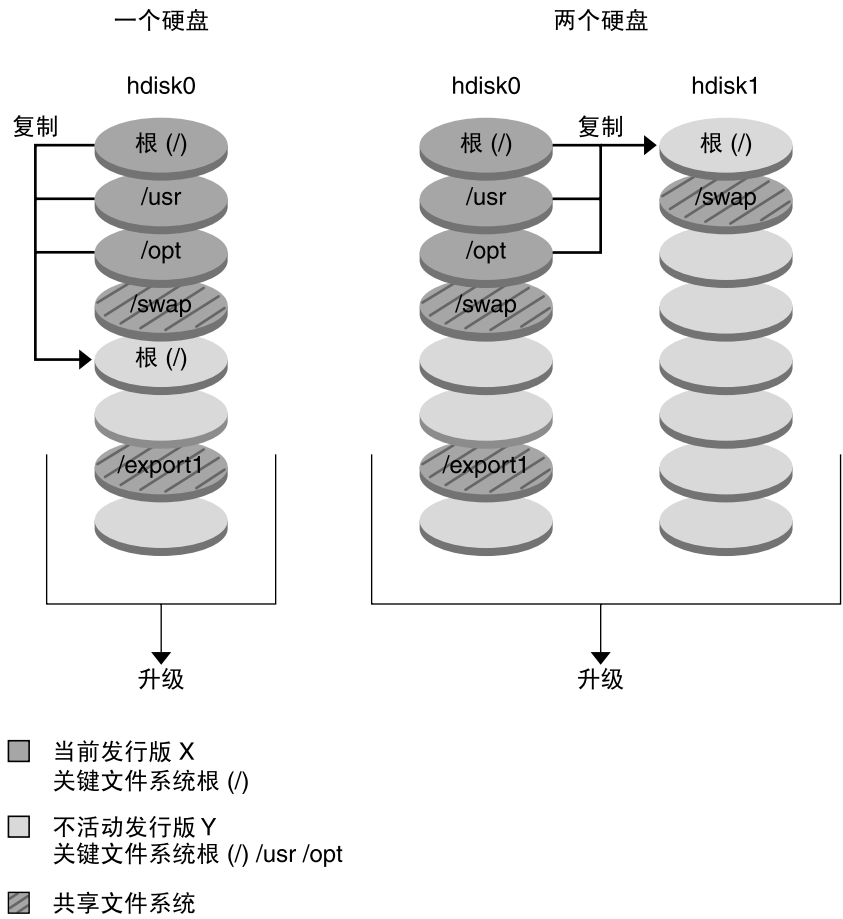 一个硬盘
hdisk0
复制
根 (/)
/usr
/opt
/swap
根 (/)
/export1
升级
两个硬盘
hdisk0
hdisk1
复制
根 (/)
/usr
/opt
/swap
/export1
根 (/)
/swap
升级
当前发行版 X
关键文件系统根 (/)
不活动发行版 Y
关键文件系统根 (/) /usr /opt
共享文件系统